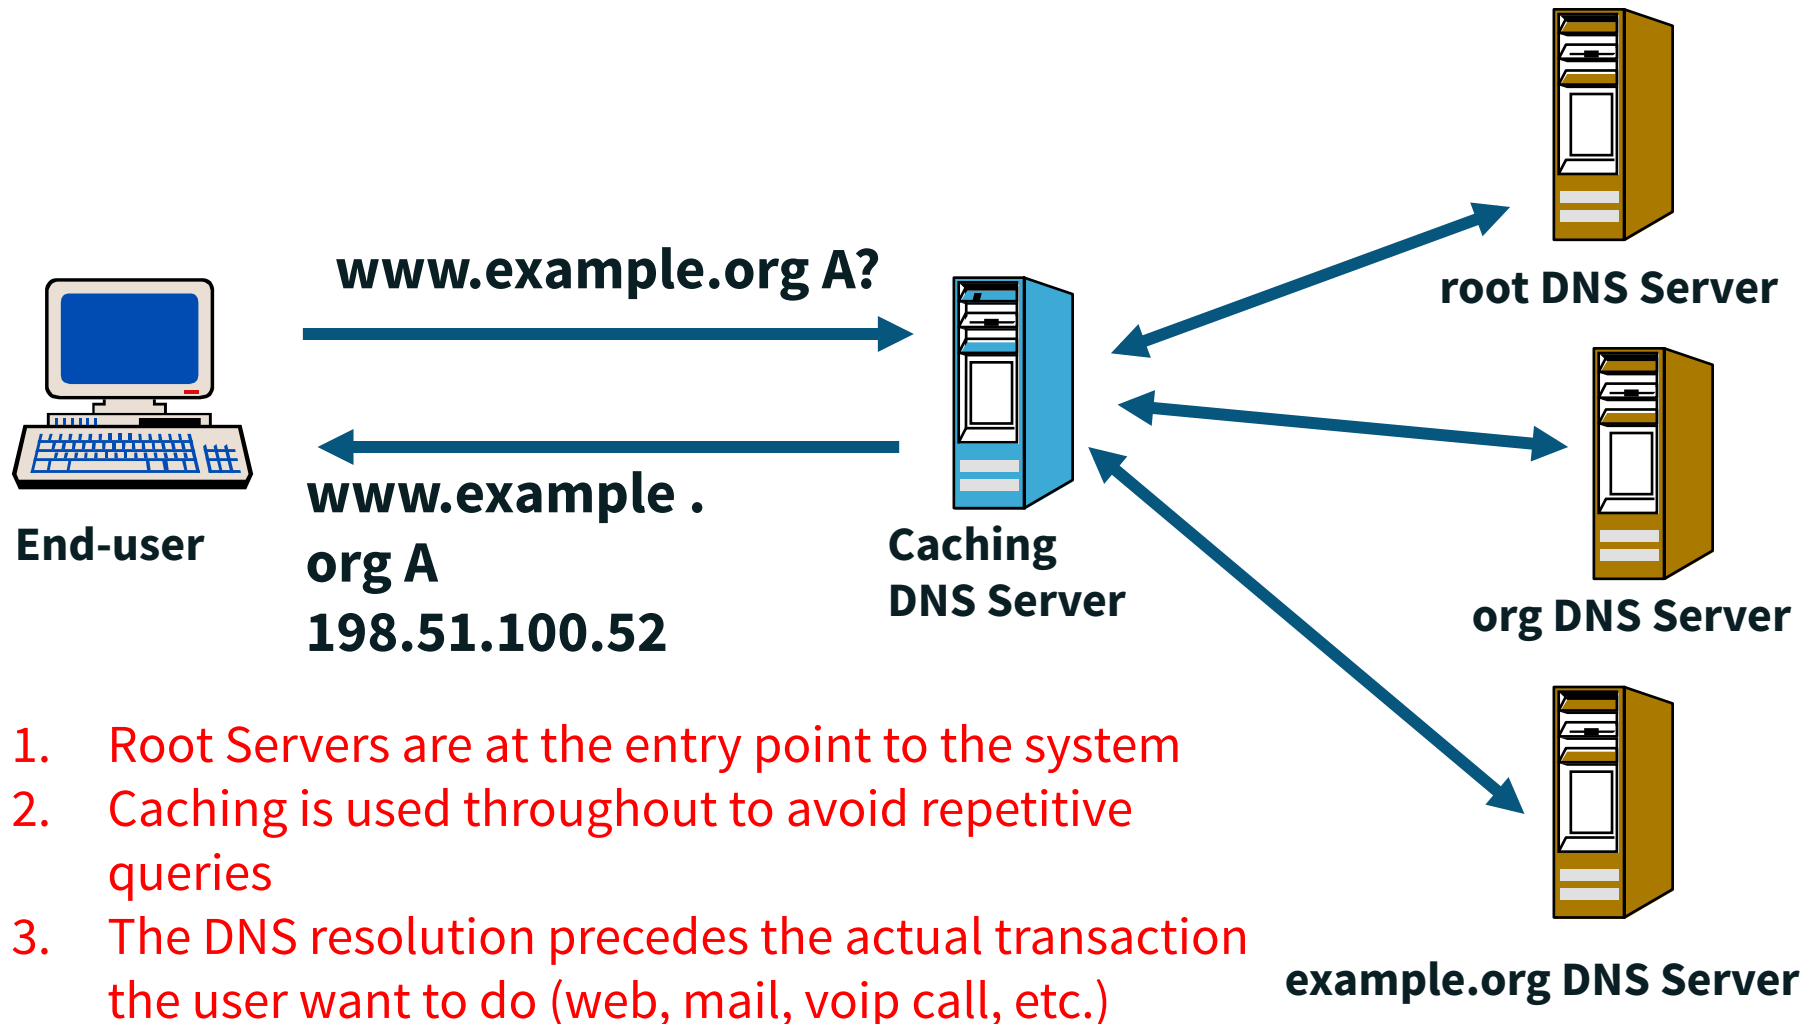 www.example.org A?
root DNS Server
www.example .
org A
198.51.100.52
End-user
Caching
DNS Server
org DNS Server
1. Root Servers are at the entry point to the system
2. Caching is used throughout to avoid repetitive
queries
3. The DNS resolution precedes the actual transaction
the user want to do (web, mail, voip call, etc.)
example.org DNS Server